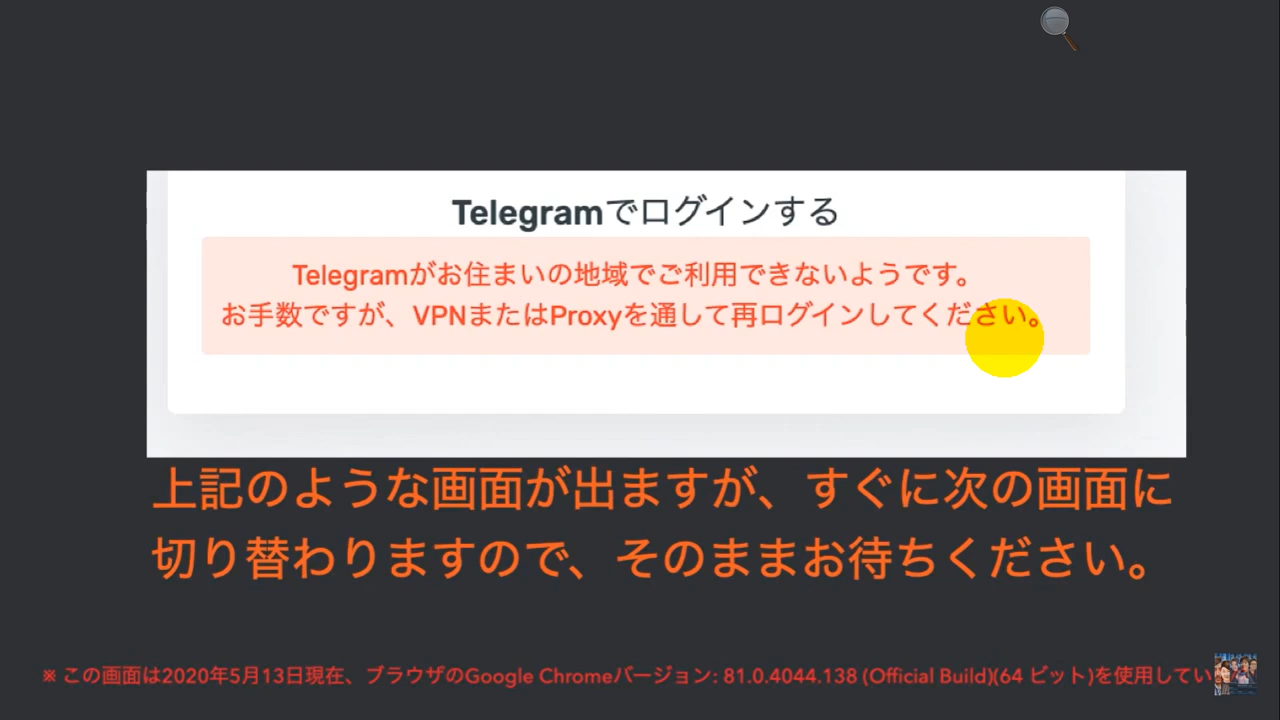 Telegramでログインする
Telegramがお住まいの地域でご利用できないようです。
お手数ですが、VPNまたはProxyを通して再ログインしてください。
上記のような画面が出ますが、すぐに次の画面に
切り替わりますので、そのままお待ちください。
※ この画面は2020年5月13日現在、ブラウザのGoogle Chromeバージョン: 81.0.4044.138 (Official Build)(64 ビット)を使用してい